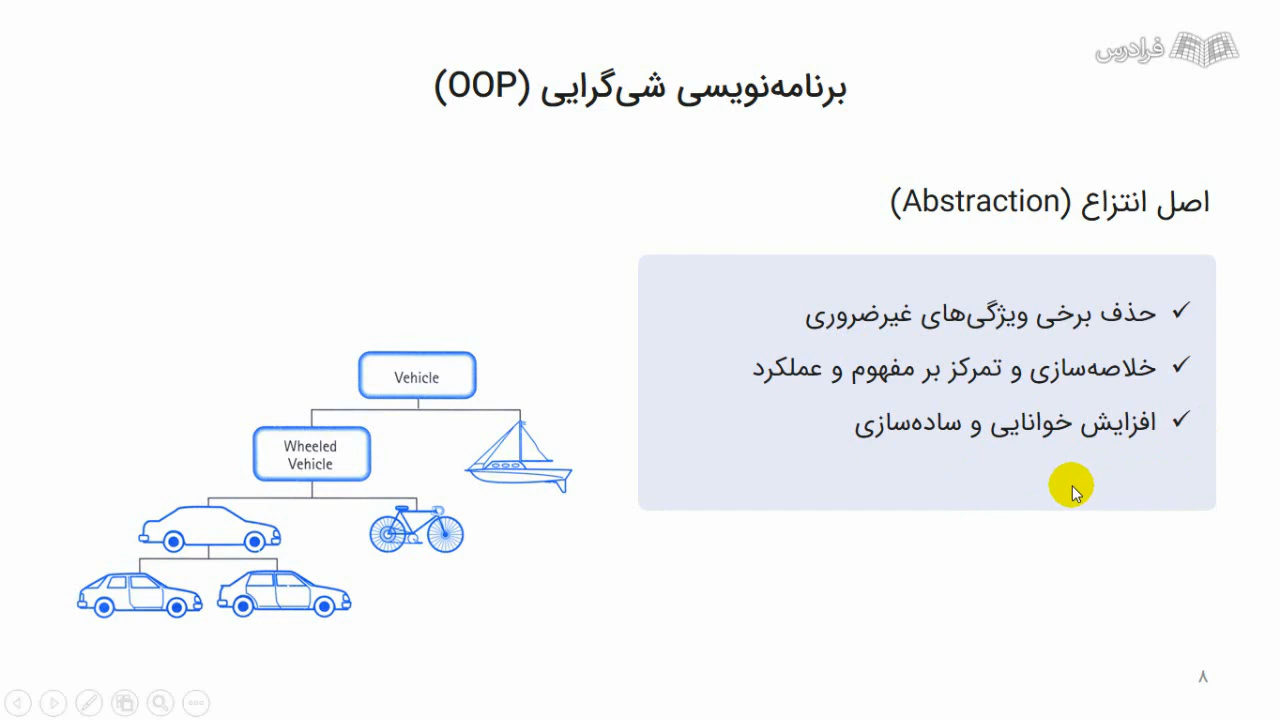 فرادرس
برنامه‌نویسی شی‌گرایی (OOP)
اصل انتزاع (Abstraction)
✓ حذف برخی ویژگی‌های غیرضروری
✓ خلاصه‌سازی و تمرکز بر مفهوم و عملکرد
✓ افزایش خوانایی و ساده‌سازی
Vehicle
Wheeled
Vehicle
۸